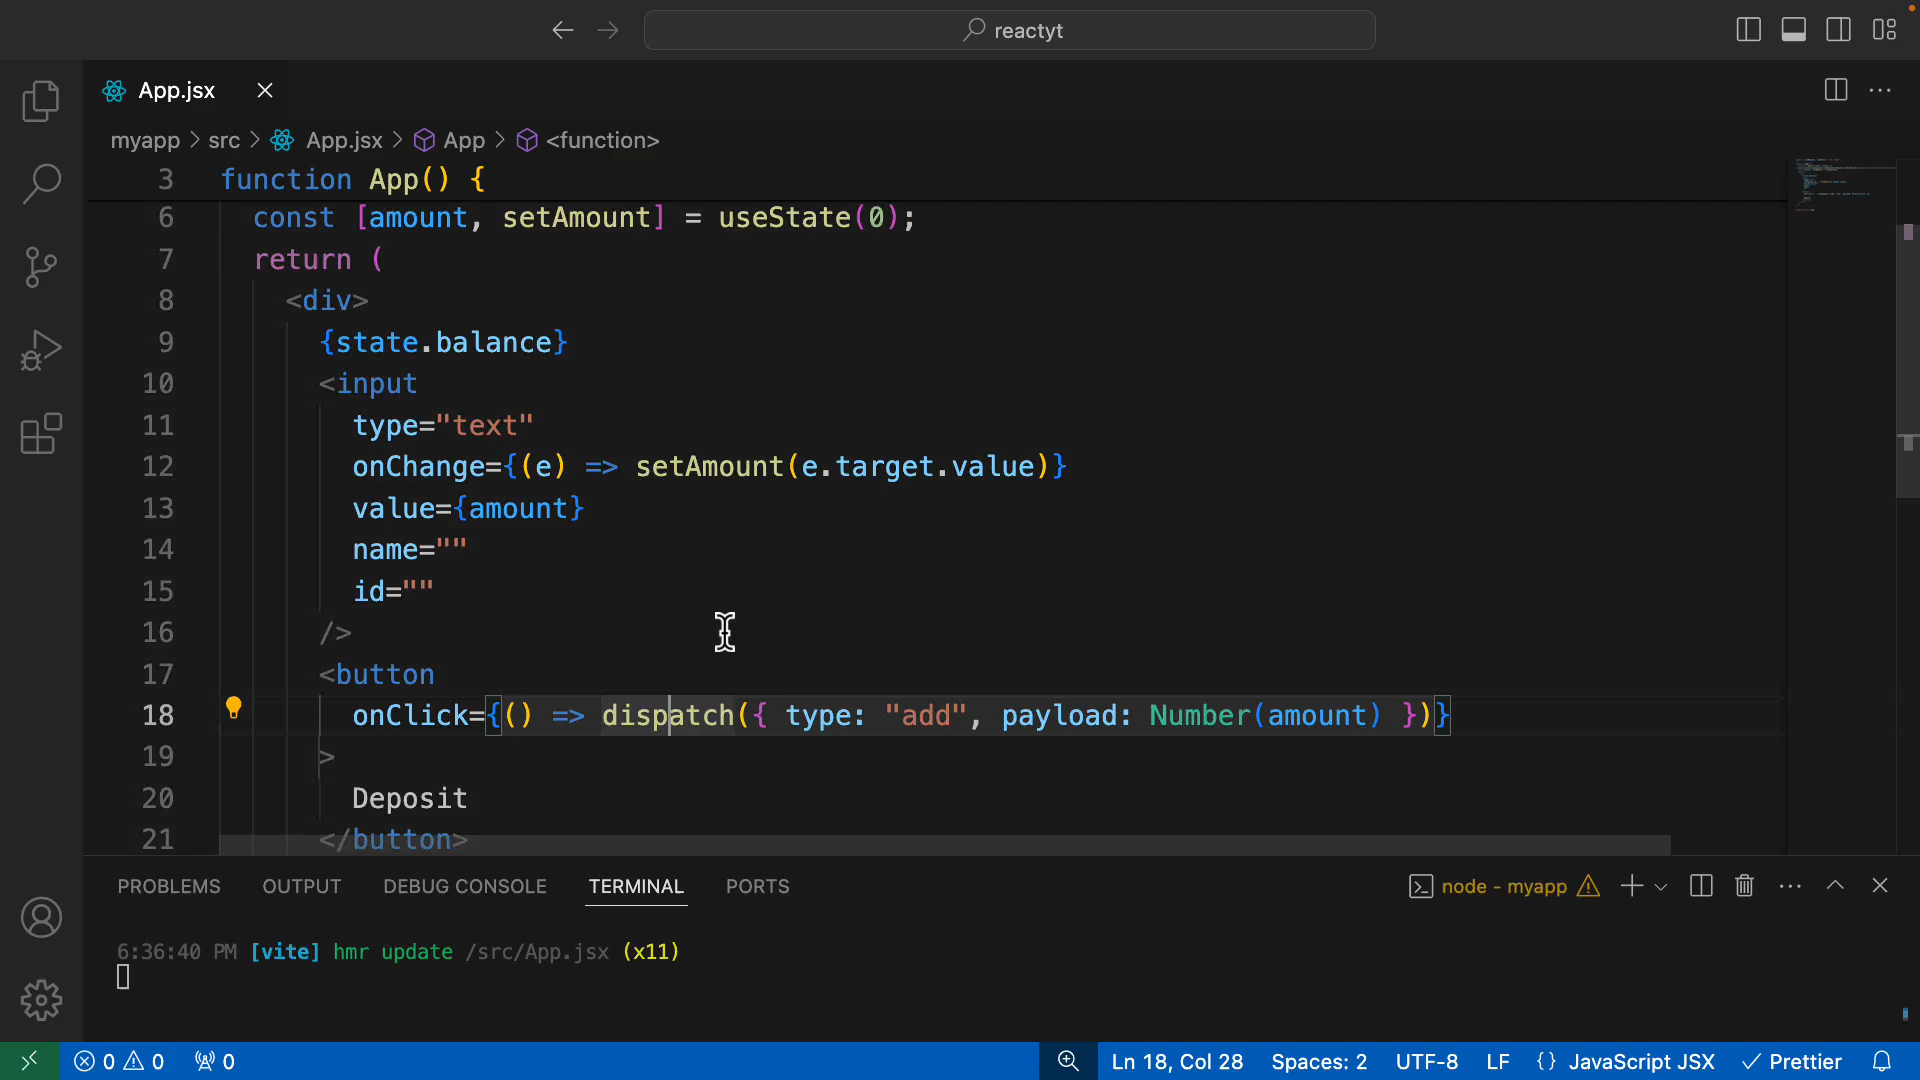 reactyt
App.jsx
myapp > src > App.jsx > App > <function>
3 function App() {
6 const [amount, setAmount] = useState(0);
7 return (
8 <div>
9 {state.balance}
10 <input
11 type="text"
12 onChange={(e) => setAmount(e.target.value)}
13 value={amount}
14 name=""
15 id=""
16 />
17 <button
18 onClick={() => dispatch({ type: "add", payload: Number(amount) })}
19 >
20 Deposit
21 </button>
PROBLEMS OUTPUT DEBUG CONSOLE TERMINAL PORTS node - myapp
6:36:40 PM [vite] hmr update /src/App.jsx (x11)
0 0 0 Ln 18, Col 28 Spaces: 2 UTF-8 LF {} JavaScript JSX Prettier